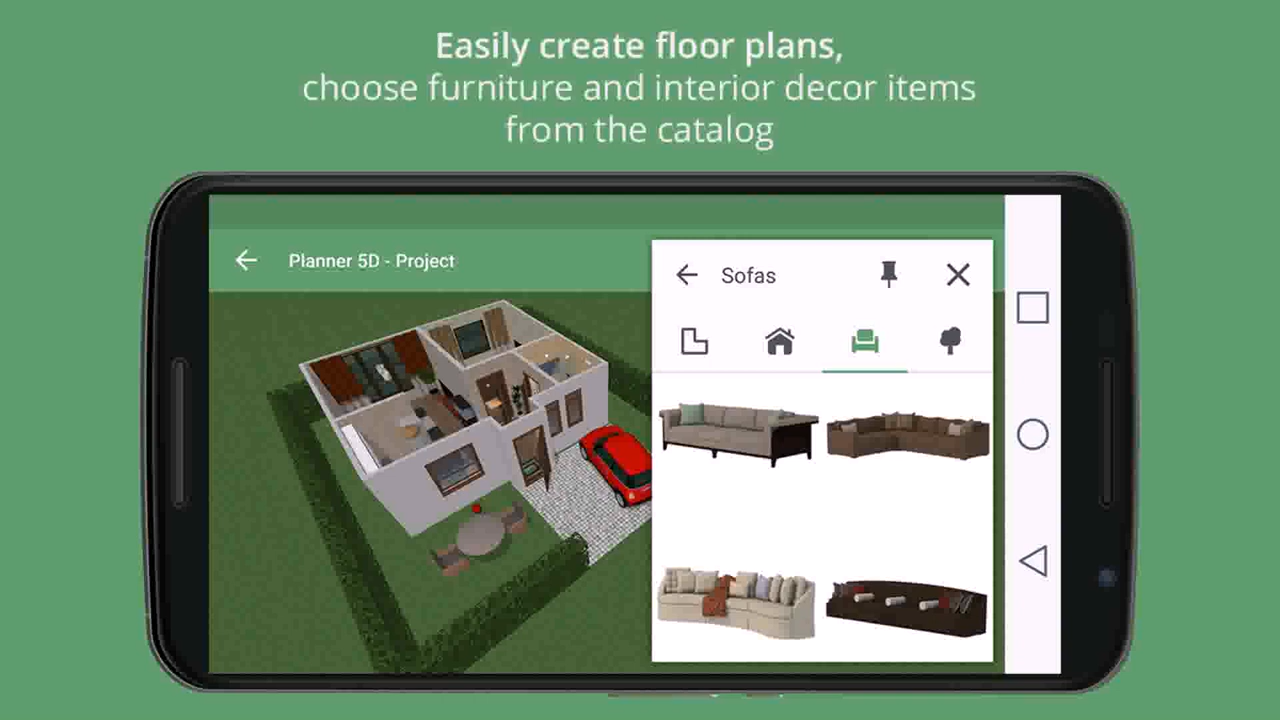 Easily create floor plans,
choose furniture and interior decor items
from the catalog
Planner 5D - Project
Sofas